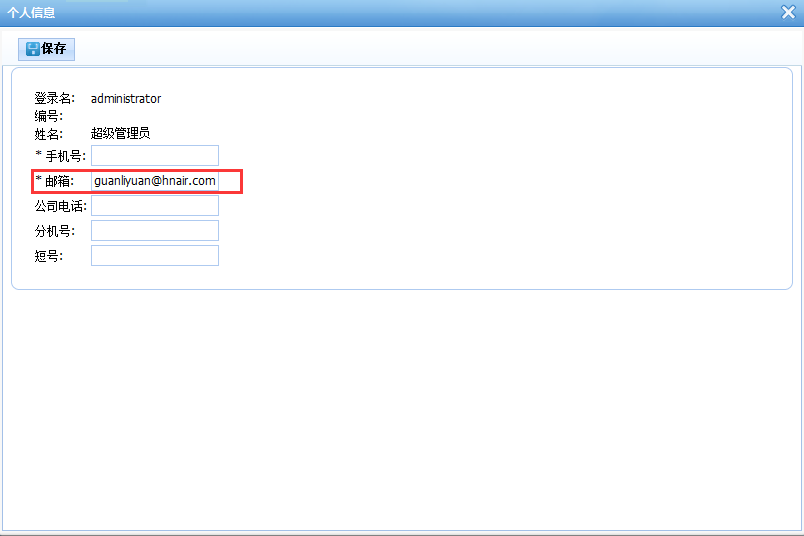 个人信息
保存
登录名: administrator
编号:
姓名: 超级管理员
* 手机号:
* 邮箱: guanliyuan@hnair.com
公司电话:
分机号:
短号: